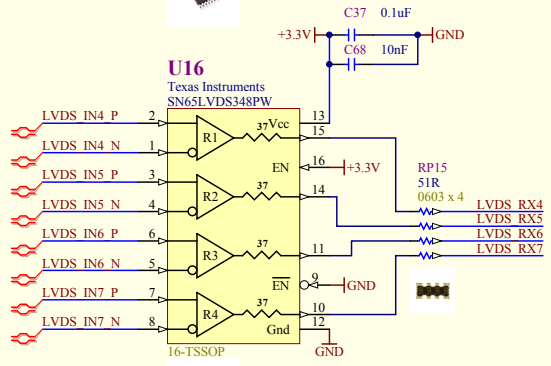 C37 0.1uF
+3.3V GND
C68 10nF
U16
Texas Instruments
SN65LVDS348PW
LVDS_IN4_P 2 R1 37 Vcc 13
15
LVDS_IN4_N 1 EN 16 +3.3V
RP15
51R
0603 x 4
LVDS_IN5_P 3 R2 37 14
LVDS_IN5_N 4
LVDS_RX4
LVDS_RX5
LVDS_RX6
LVDS_RX7
LVDS_IN6_P 6 R3 37 11
LVDS_IN6_N 5 EN 9 GND
LVDS_IN7_P 7 R4 37 10
LVDS_IN7_N 8 Gnd 12
16-TSSOP GND